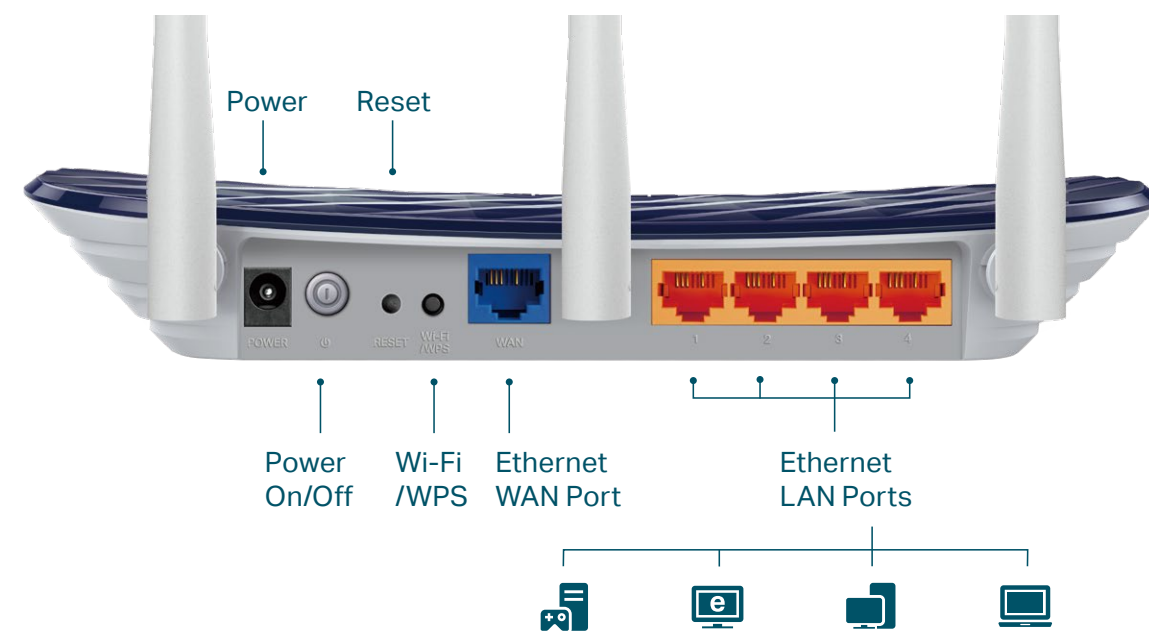 Power
Reset
POWER
RESET
Wi-Fi
/WPS
WAN
1
2
3
4
Power
On/Off
Wi-Fi
/WPS
Ethernet
WAN Port
Ethernet
LAN Ports
e